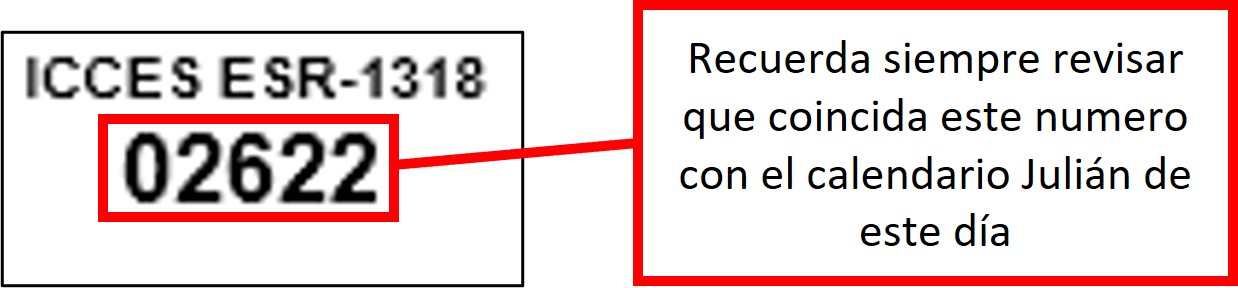 ICCES ESR-1318
02622
Recuerda siempre revisar
que coincida este numero
con el calendario Julián de
este día